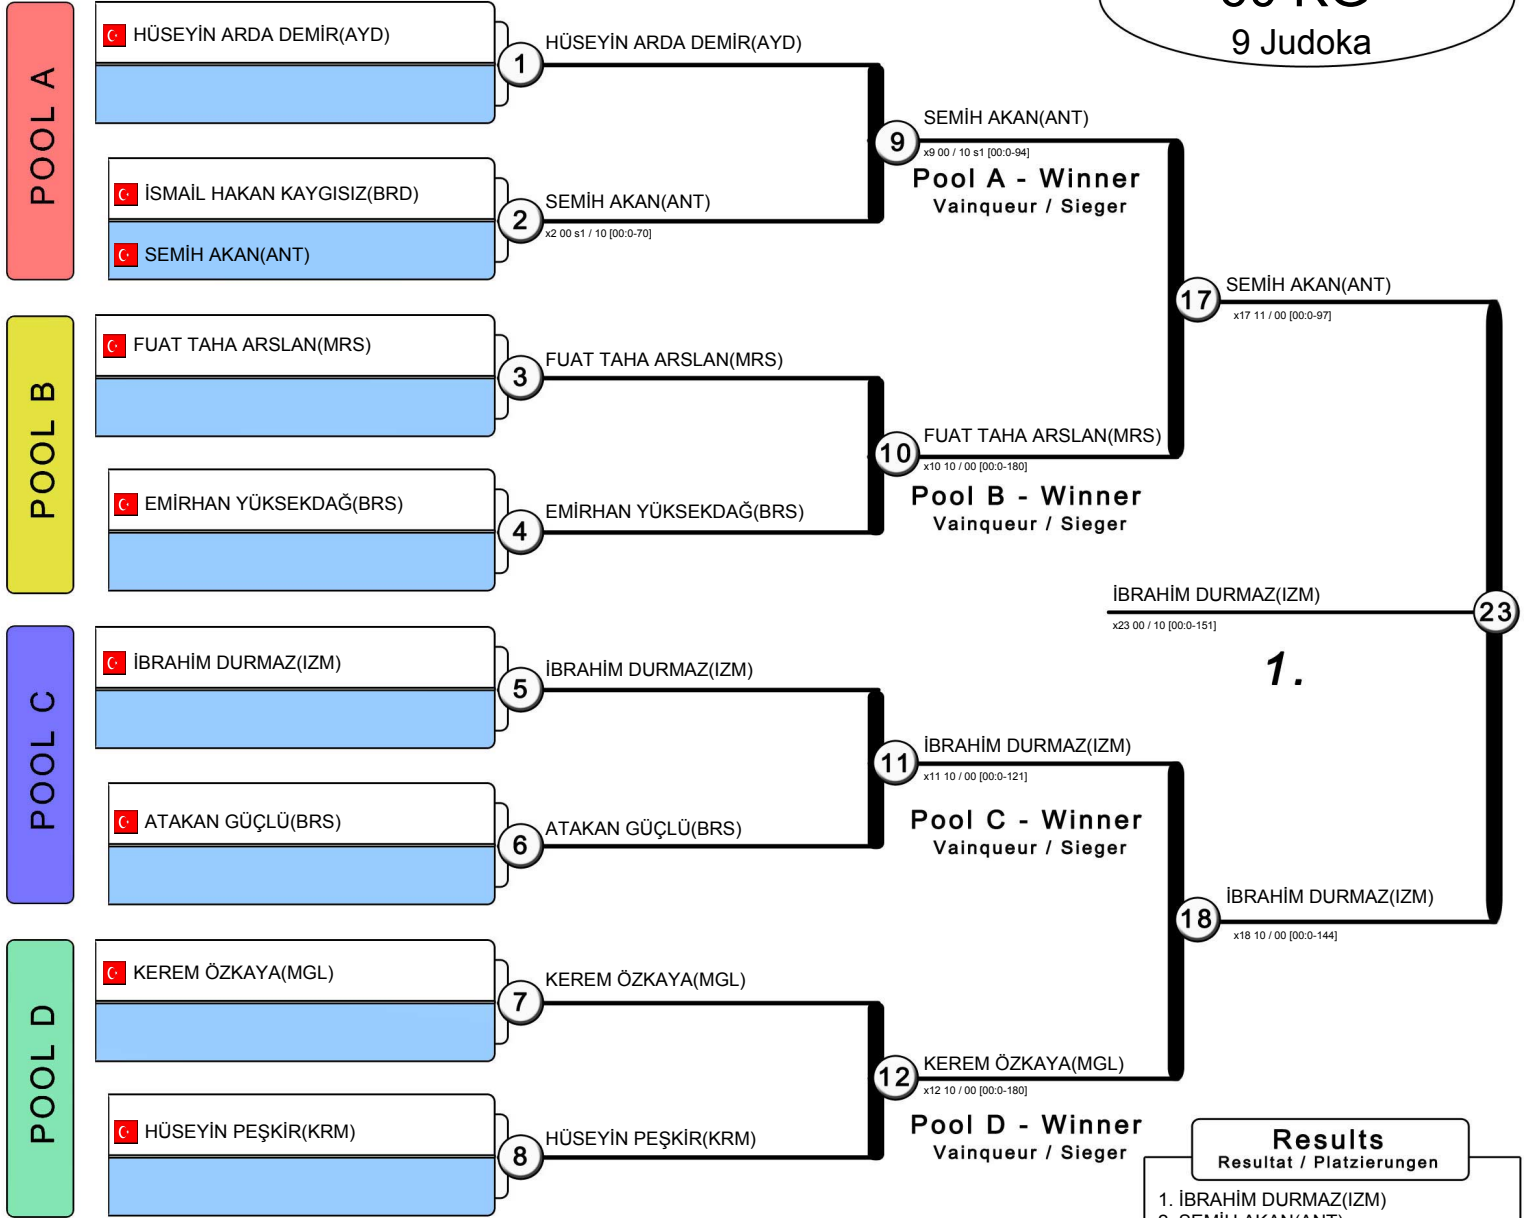 9 Judoka
POOL A
HÜSEYİN ARDA DEMİR(AYD)
1
HÜSEYİN ARDA DEMİR(AYD)
İSMAİL HAKAN KAYGISIZ(BRD)
SEMİH AKAN(ANT)
2
SEMİH AKAN(ANT)
x2 00 s1 / 10 [00:0-70]
9
SEMİH AKAN(ANT)
x9 00 / 10 s1 [00:0-94]
Pool A - Winner
Vainqueur / Sieger
POOL B
FUAT TAHA ARSLAN(MRS)
3
FUAT TAHA ARSLAN(MRS)
EMİRHAN YÜKSEKDAĞ(BRS)
4
EMİRHAN YÜKSEKDAĞ(BRS)
10
FUAT TAHA ARSLAN(MRS)
x10 10 / 00 [00:0-180]
Pool B - Winner
Vainqueur / Sieger
17
SEMİH AKAN(ANT)
x17 11 / 00 [00:0-97]
POOL C
İBRAHİM DURMAZ(IZM)
5
İBRAHİM DURMAZ(IZM)
ATAKAN GÜÇLÜ(BRS)
6
ATAKAN GÜÇLÜ(BRS)
11
İBRAHİM DURMAZ(IZM)
x11 10 / 00 [00:0-121]
Pool C - Winner
Vainqueur / Sieger
İBRAHİM DURMAZ(IZM)
23
x23 00 / 10 [00:0-151]
1.
POOL D
KEREM ÖZKAYA(MGL)
7
KEREM ÖZKAYA(MGL)
HÜSEYİN PEŞKİR(KRM)
8
HÜSEYİN PEŞKİR(KRM)
12
KEREM ÖZKAYA(MGL)
x12 10 / 00 [00:0-180]
Pool D - Winner
Vainqueur / Sieger
18
İBRAHİM DURMAZ(IZM)
x18 10 / 00 [00:0-144]
Results
Resultat / Platzierungen
1. İBRAHİM DURMAZ(IZM)
2. SEMİH AKAN(ANT)